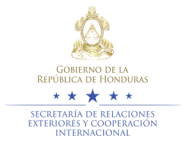 GOBIERNO DE LA
REPÚBLICA DE HONDURAS
SECRETARÍA DE RELACIONES
EXTERIORES Y COOPERACIÓN
INTERNACIONAL